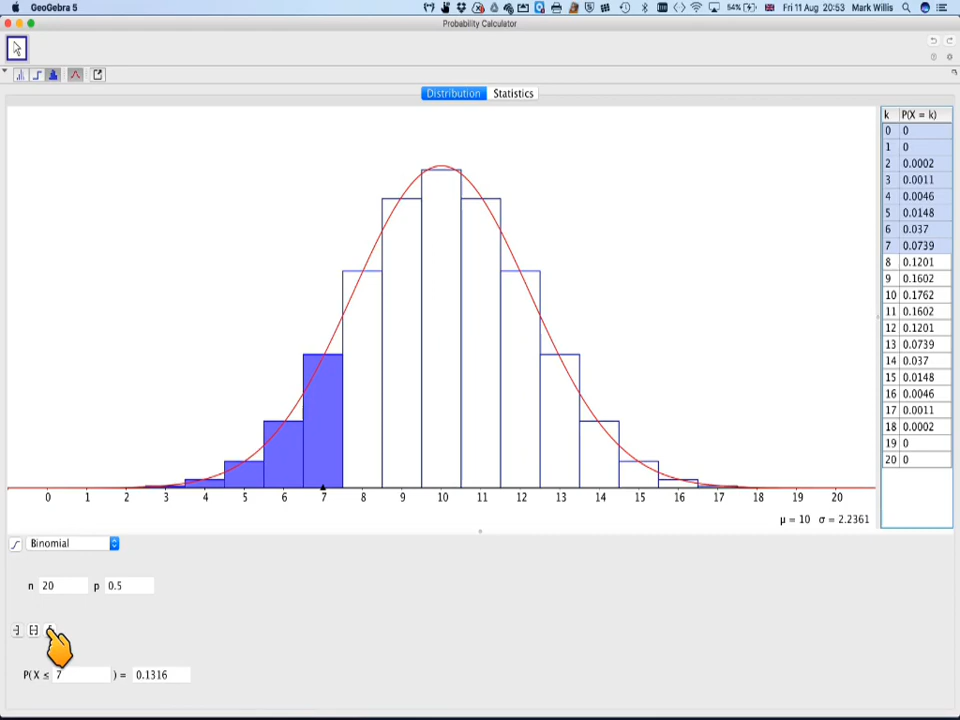 GeoGebra 5 54% Fri 11 Aug 20:53 Mark Willis
Probability Calculator
Distribution Statistics
k P(X = k)
0 0
1 0
2 0.0002
3 0.0011
4 0.0046
5 0.0148
6 0.037
7 0.0739
8 0.1201
9 0.1602
10 0.1762
11 0.1602
12 0.1201
13 0.0739
14 0.037
15 0.0148
16 0.0046
17 0.0011
18 0.0002
19 0
20 0
0 1 2 3 4 5 6 7 8 9 10 11 12 13 14 15 16 17 18 19 20
μ = 10 σ = 2.2361
Binomial
n 20 p 0.5
P(X ≤ 7 ) = 0.1316